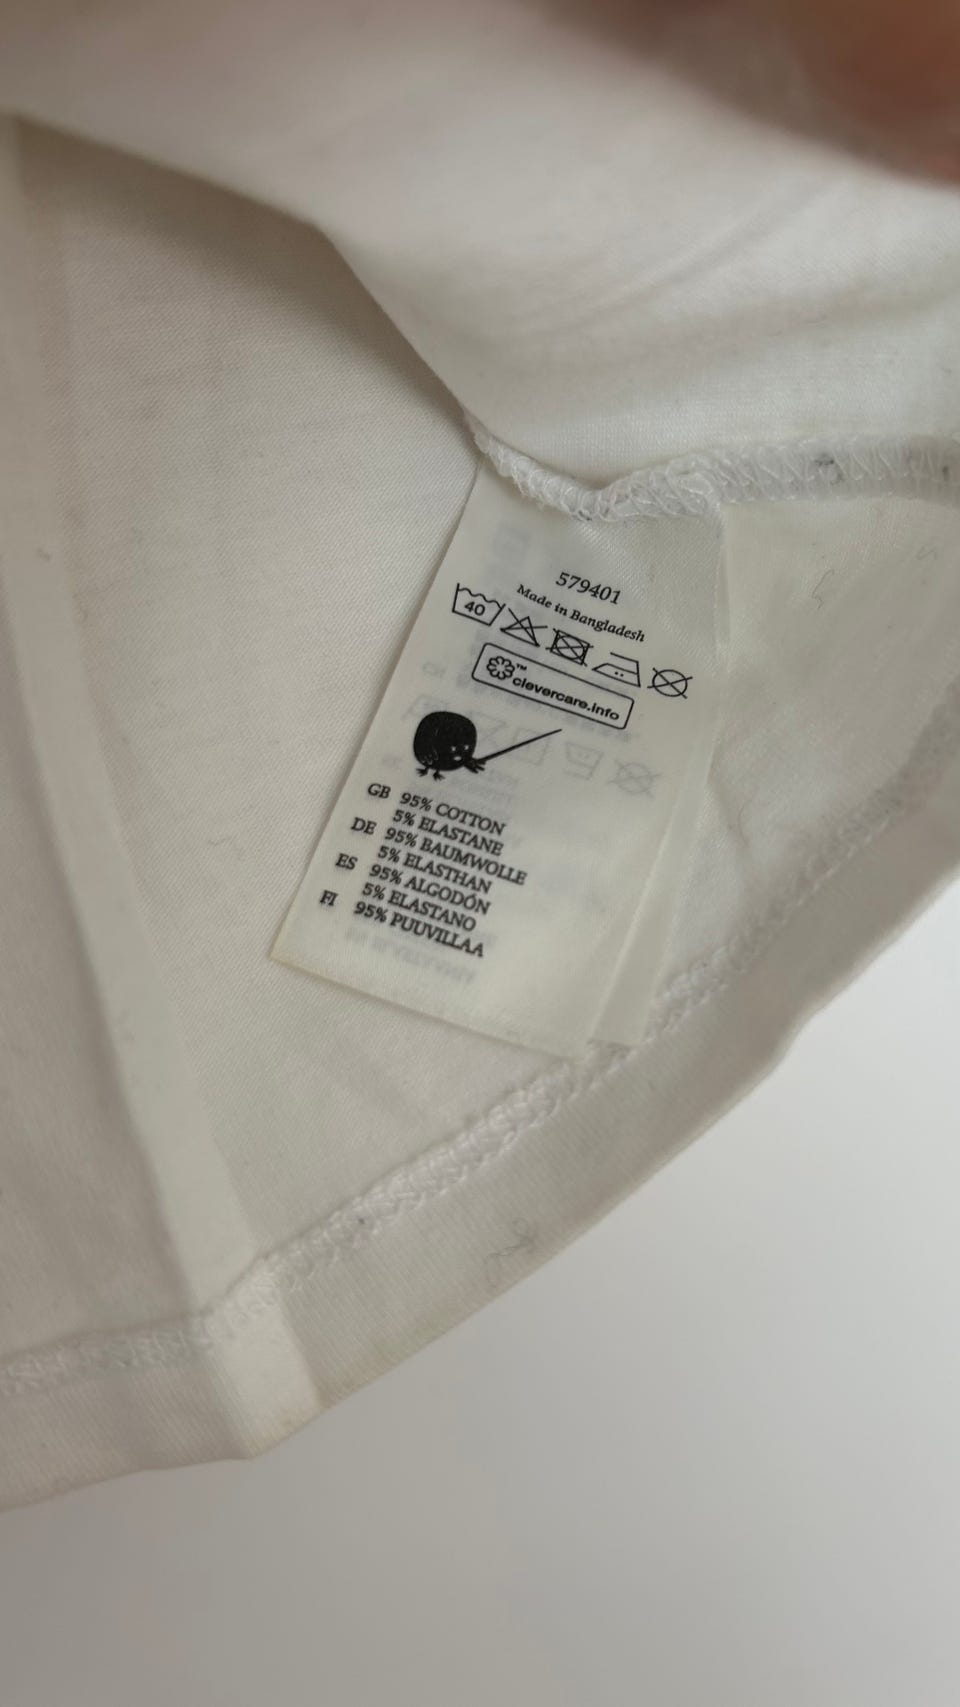 579401
Made in Bangladesh
40
™
clevercare.info
GB 95% COTTON
5% ELASTANE
DE 95% BAUMWOLLE
5% ELASTHAN
ES 95% ALGODÓN
5% ELASTANO
FI 95% PUUVILLAA